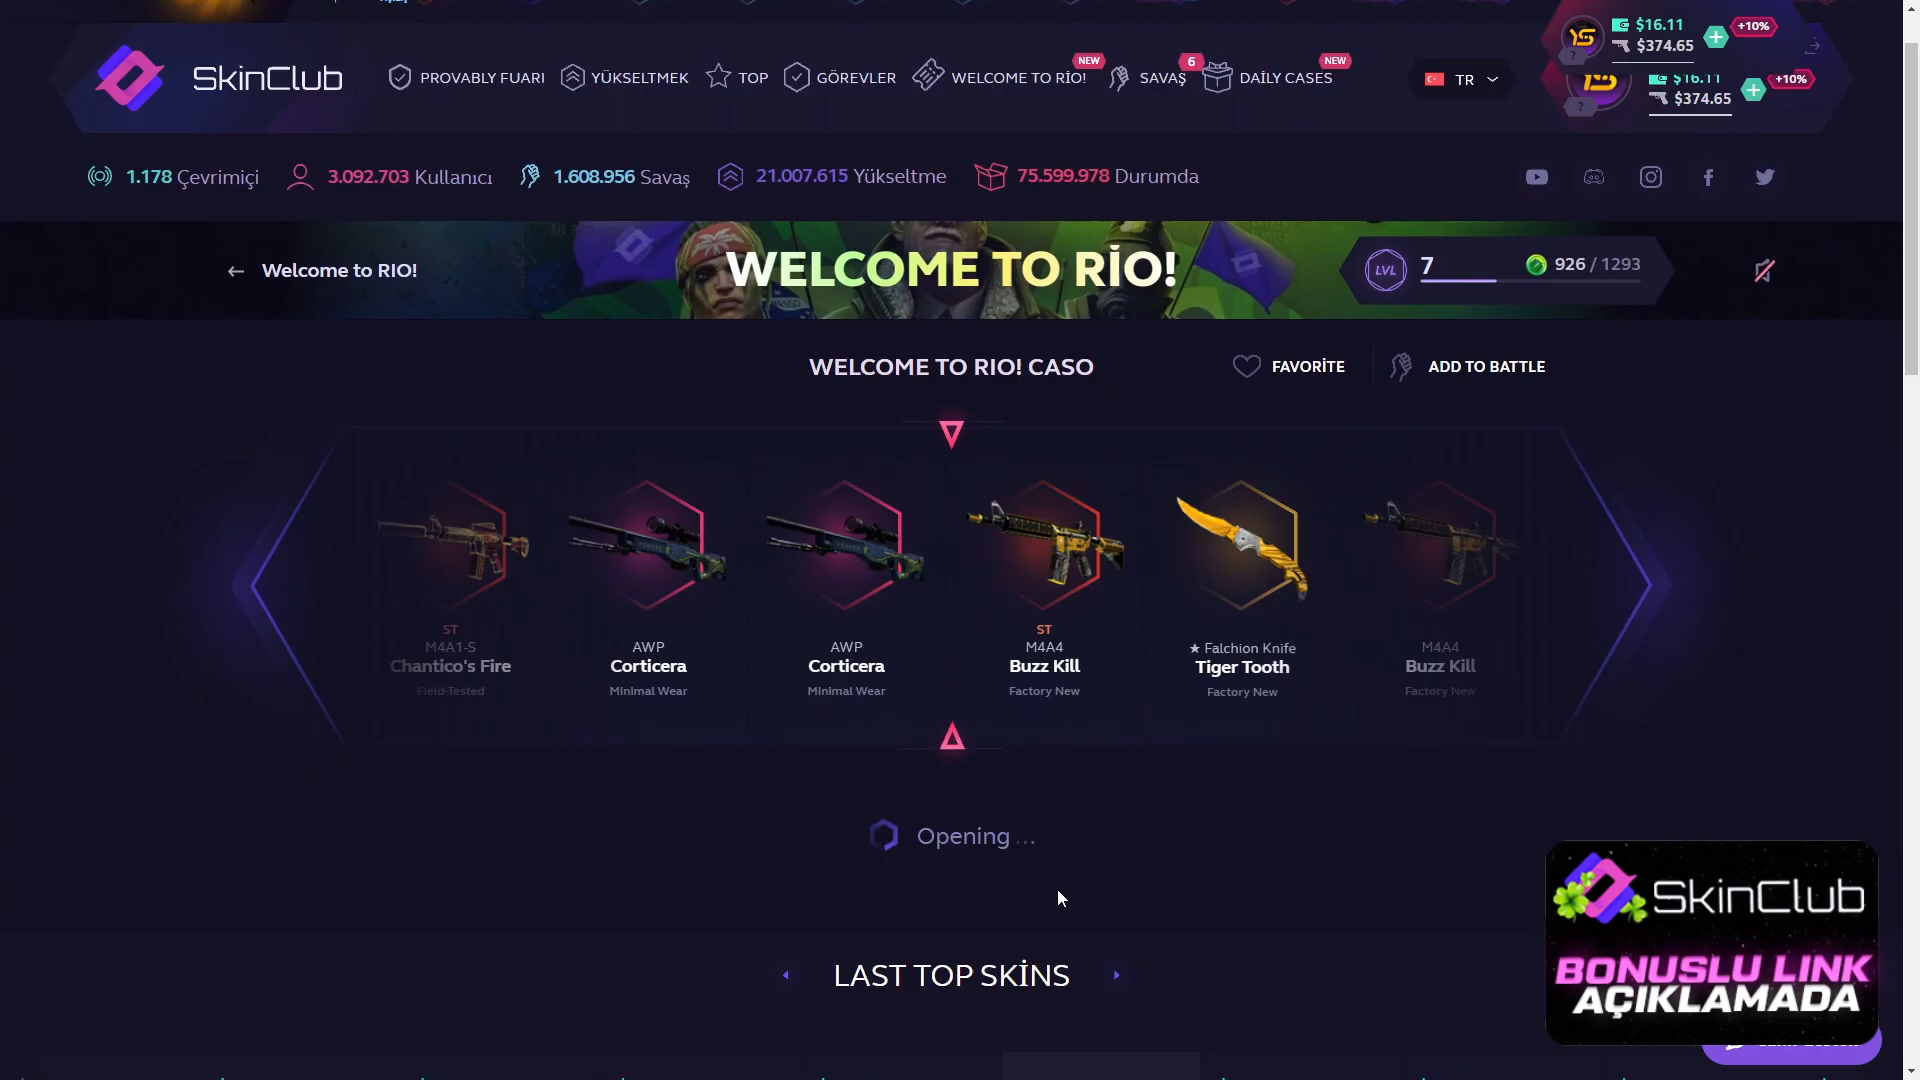 $16.11
+10%
$374.65
SKINCLUB
PROVABLY FUARI
YÜKSELTMEK
TOP
GÖREVLER
WELCOME TO RİO!
NEW
SAVAŞ
6
DAİLY CASES
NEW
TR
$16.11
+10%
$374.65
1.178 Çevrimiçi
3.092.703 Kullanıcı
1.608.956 Savaş
21.007.615 Yükseltme
75.599.978 Durumda
Welcome to RIO!
WELCOME TO RİO!
LVL
7
926 / 1293
WELCOME TO RIO! CASO
FAVORİTE
ADD TO BATTLE
ST
M4A1-S
Chantico's Fire
Field-Tested
AWP
Corticera
Minimal Wear
AWP
Corticera
Minimal Wear
ST
M4A4
Buzz Kill
Factory New
★ Falchion Knife
Tiger Tooth
Factory New
M4A4
Buzz Kill
Factory New
Opening ...
SKINCLUB
BONUSLU LINK
AÇIKLAMADA
LAST TOP SKİNS